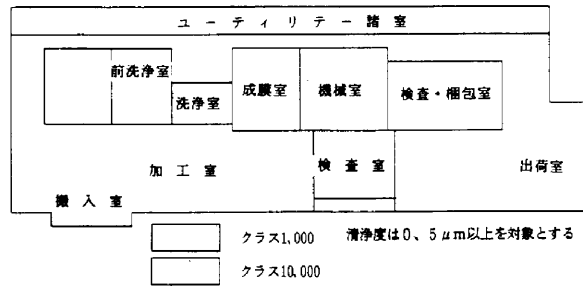 ユーティリテー諸室
前洗浄室
洗浄室
成膜室
機械室
検査・梱包室
加工室
検査室
出荷室
搬入室
クラス1,000
清浄度は0、5μm以上を対象とする
クラス10,000